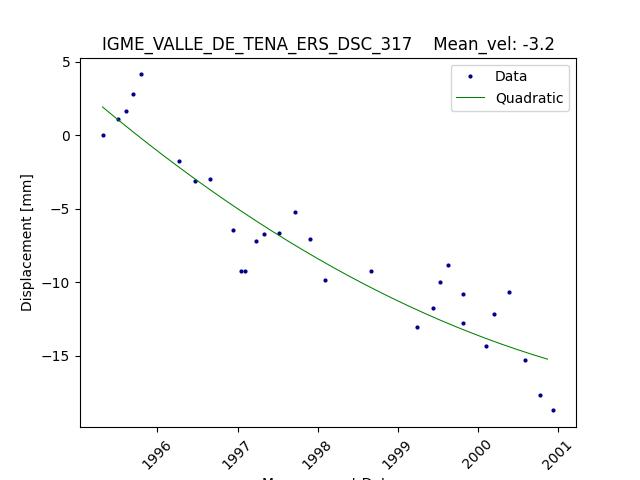 IGME_VALLE_DE_TENA_ERS_DSC_317 Mean_vel: -3.2
Data
Quadratic
5
0
−5
−10
−15
Displacement [mm]
1996
1997
1998
1999
2000
2001